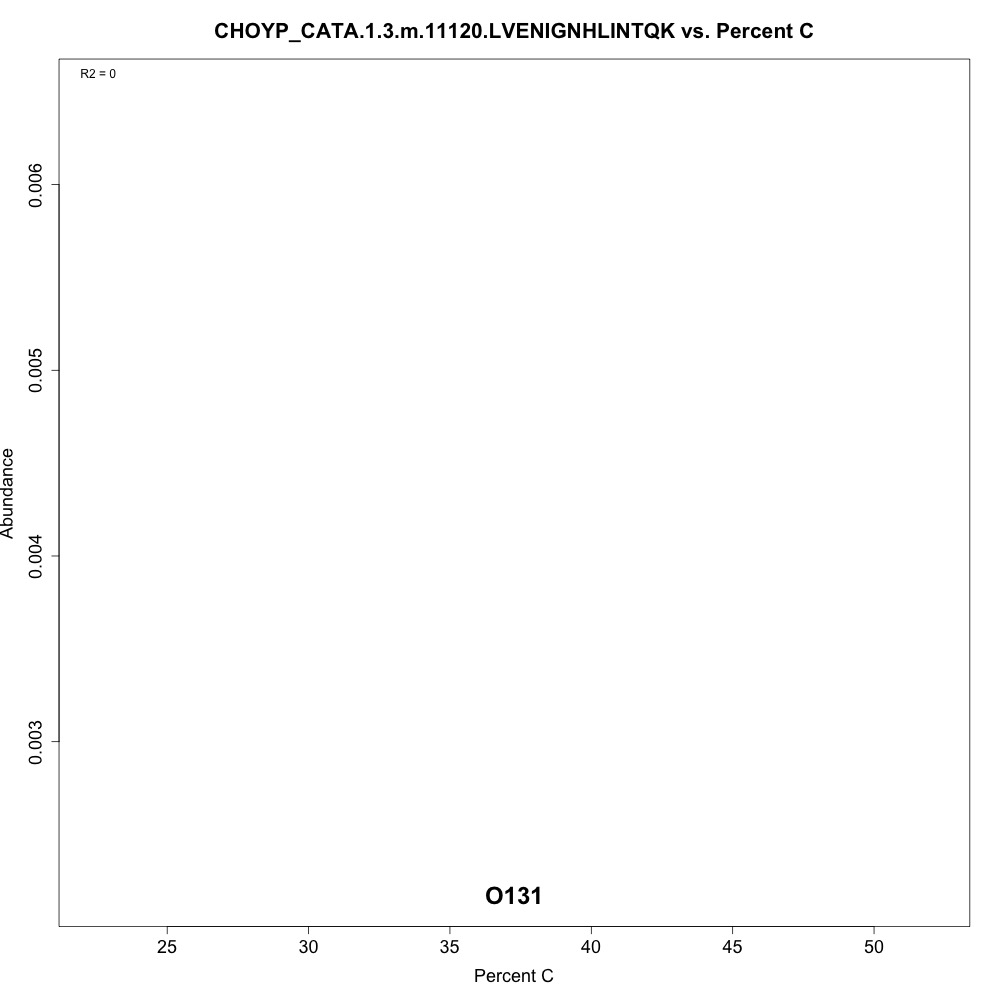 CHOYP_CATA.1.3.m.11120.LVENIGNHLINTQK vs. Percent C
R2 = 0
0.006
0.005
0.004
0.003
Abundance
O131
25 30 35 40 45 50
Percent C